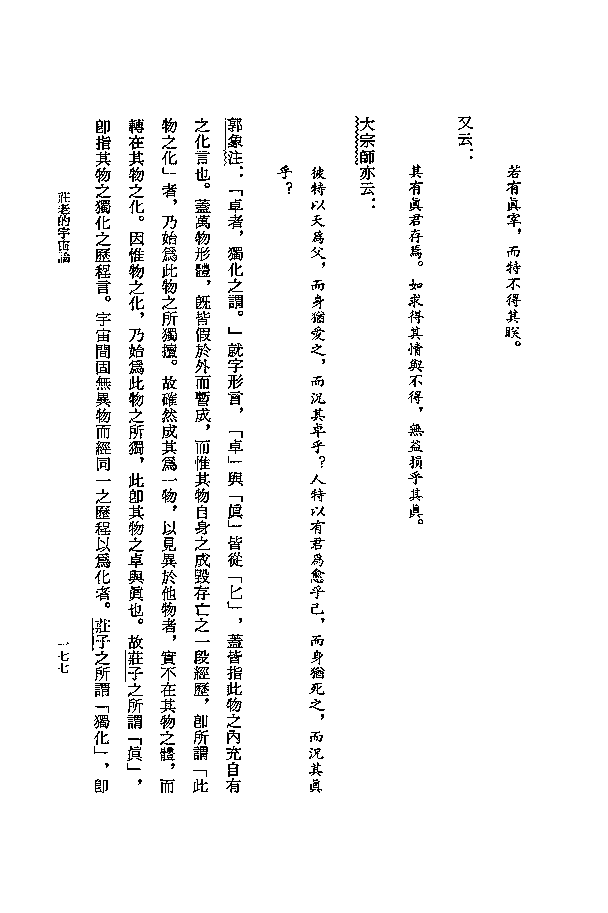 若有眞宰，而特不得其眹。
又云：
其有眞君存焉。如求得其情與不得，無益損乎其眞。
大宗師亦云：
彼特以天爲父，而身猶愛之，而況其卓乎？人特以有君爲愈乎己，而身猶死之，而況其眞
乎？
郭象注：「卓者，獨化之謂。」就字形言，「卓」與「眞」皆從「匕」，蓋皆指此物之內充自有
之化言也。蓋萬物形體，旣皆假於外而暫成，而惟其物自身之成毀存亡之一段經歷，卽所謂「此
物之化」者，乃始爲此物之所獨擅。故確然成其爲一物，以見異於他物者，實不在其物之體，而
轉在其物之化。因惟物之化，乃始爲此物之所獨，此卽其物之卓與眞也。故莊子之所謂「眞」，
卽指其物之獨化之歷程言。宇宙間固無異物而經同一之歷程以爲化者。莊子之所謂「獨化」，卽
莊老的宇宙論
一七七